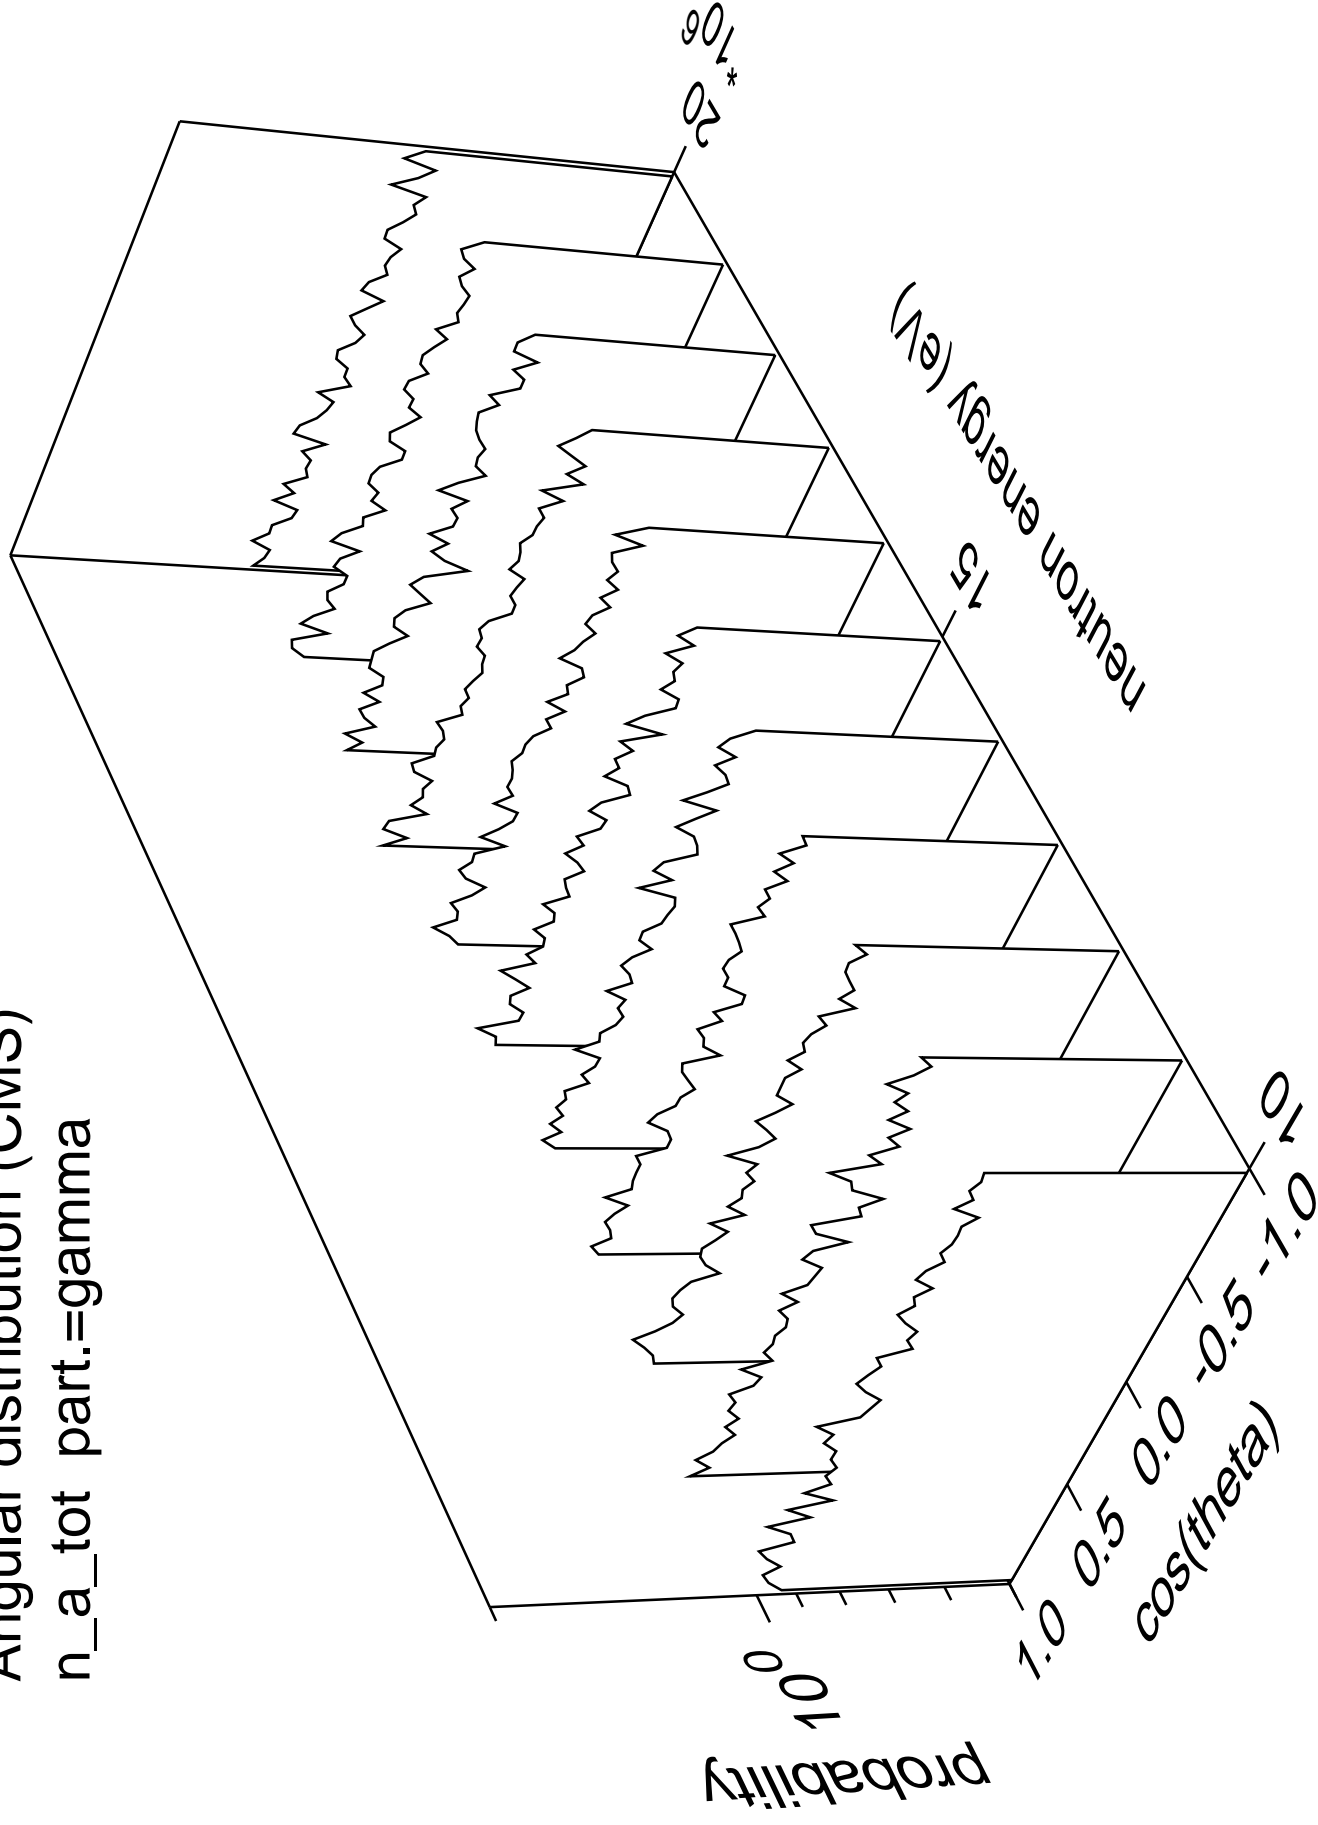 Angular distribution (CMS)
n_a_tot part.=gamma
probability
10 0
1.0 0.5 0.0 -0.5 -1.0
cos(theta)
10 15 20
* 10 6
neutron energy (eV)